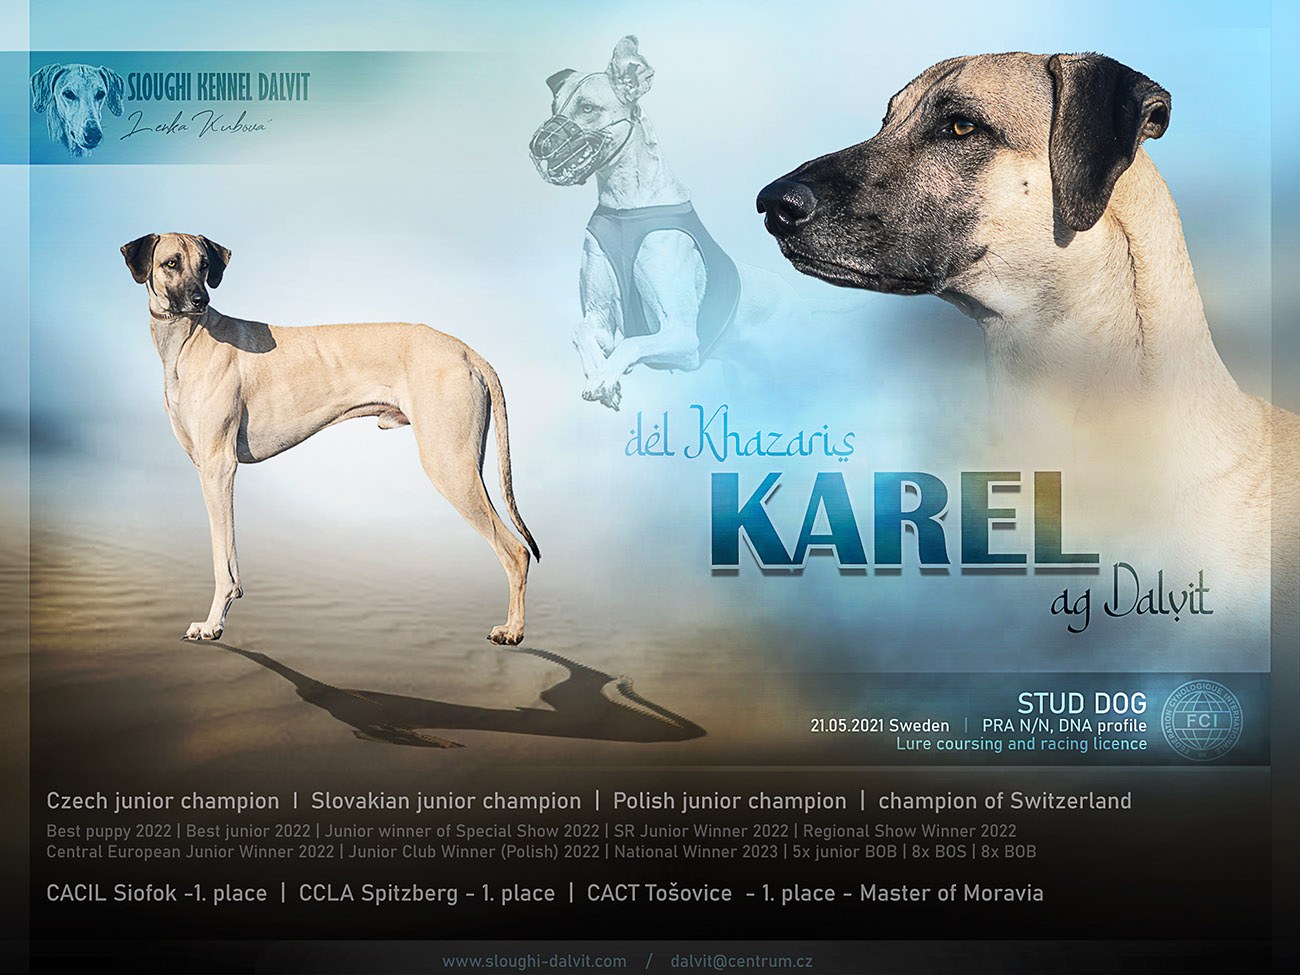 SLOUGHI KENNEL DALVIT
Lenka Kubová
dėl Khazariş
KAREL
ag Dalvit
STUD DOG
21.05.2021 Sweden | PRA N/N, DNA profile
Lure coursing and racing licence
FEDERATION CYNOLOGIQUE INTERNATIONALE
FCI
Czech junior champion I Slovakian junior champion | Polish junior champion | champion of Switzerland
Best puppy 2022 | Best junior 2022 | Junior winner of Special Show 2022 | SR Junior Winner 2022 | Regional Show Winner 2022
Central European Junior Winner 2022 | Junior Club Winner (Polish) 2022 | National Winner 2023 | 5x junior BOB | 8x BOS | 8x BOB
CACIL Siofok -1. place | CCLA Spitzberg - 1. place | CACT Tošovice - 1. place - Master of Moravia
www.sloughi-dalvit.com / dalvit@centrum.cz